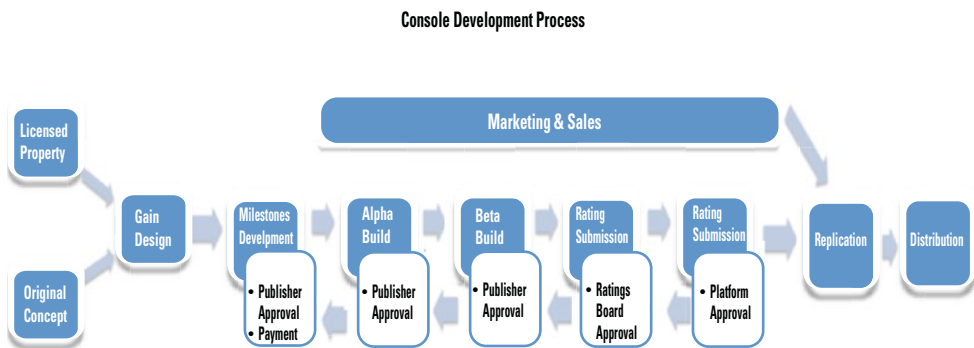 Console Development Process
Marketing & Sales
Licensed
Property
Original
Concept
Gain
Design
Milestones
Develpment
• Publisher
Approval
• Payment
Alpha
Build
• Publisher
Approval
Beta
Build
• Publisher
Approval
Rating
Submission
• Ratings
Board
Approval
Rating
Submission
• Platform
Approval
Replication
Distribution